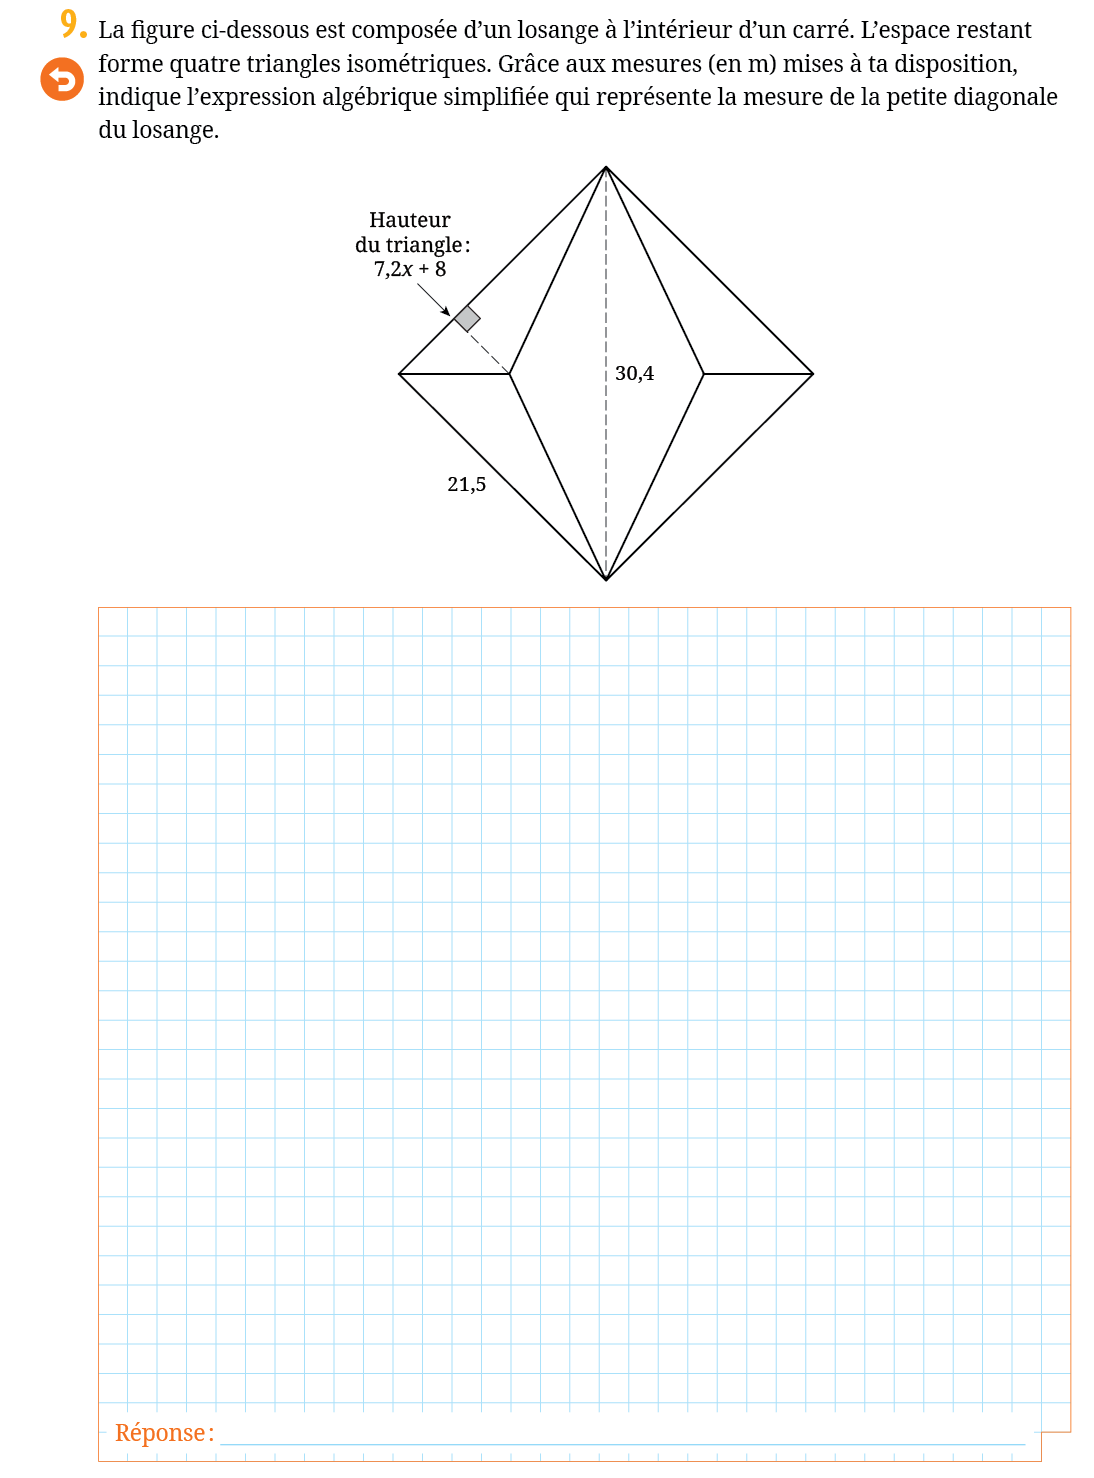 9. La figure ci-dessous est composée d’un losange à l’intérieur d’un carré. L’espace restant
forme quatre triangles isométriques. Grâce aux mesures (en m) mises à ta disposition,
indique l’expression algébrique simplifiée qui représente la mesure de la petite diagonale
du losange.
Hauteur
du triangle :
7,2x + 8
30,4
21,5
Réponse :